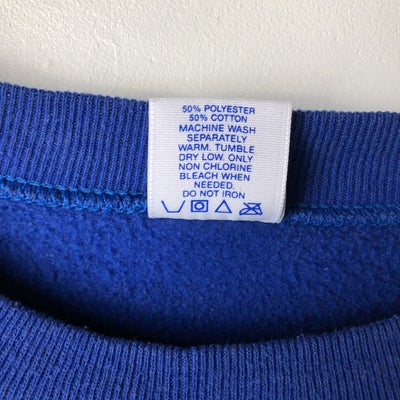 50% POLYESTER
50% COTTON
MACHINE WASH
SEPARATELY
WARM. TUMBLE
DRY LOW. ONLY
NON CHLORINE
BLEACH WHEN
NEEDED.
DO NOT IRON